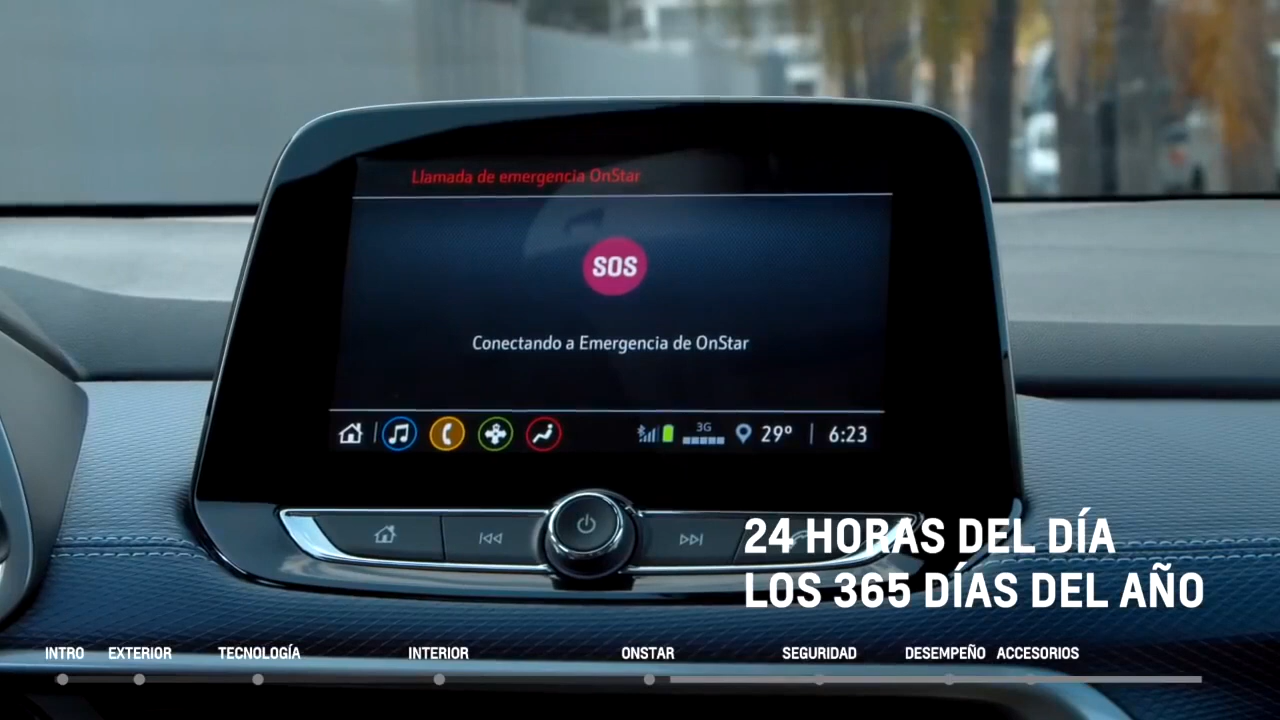 Llamada de emergencia OnStar
SOS
Conectando a Emergencia de OnStar
3G
29° 6:23
24 HORAS DEL DÍA
LOS 365 DÍAS DEL AÑO
INTRO EXTERIOR TECNOLOGÍA INTERIOR ONSTAR SEGURIDAD DESEMPEÑO ACCESORIOS